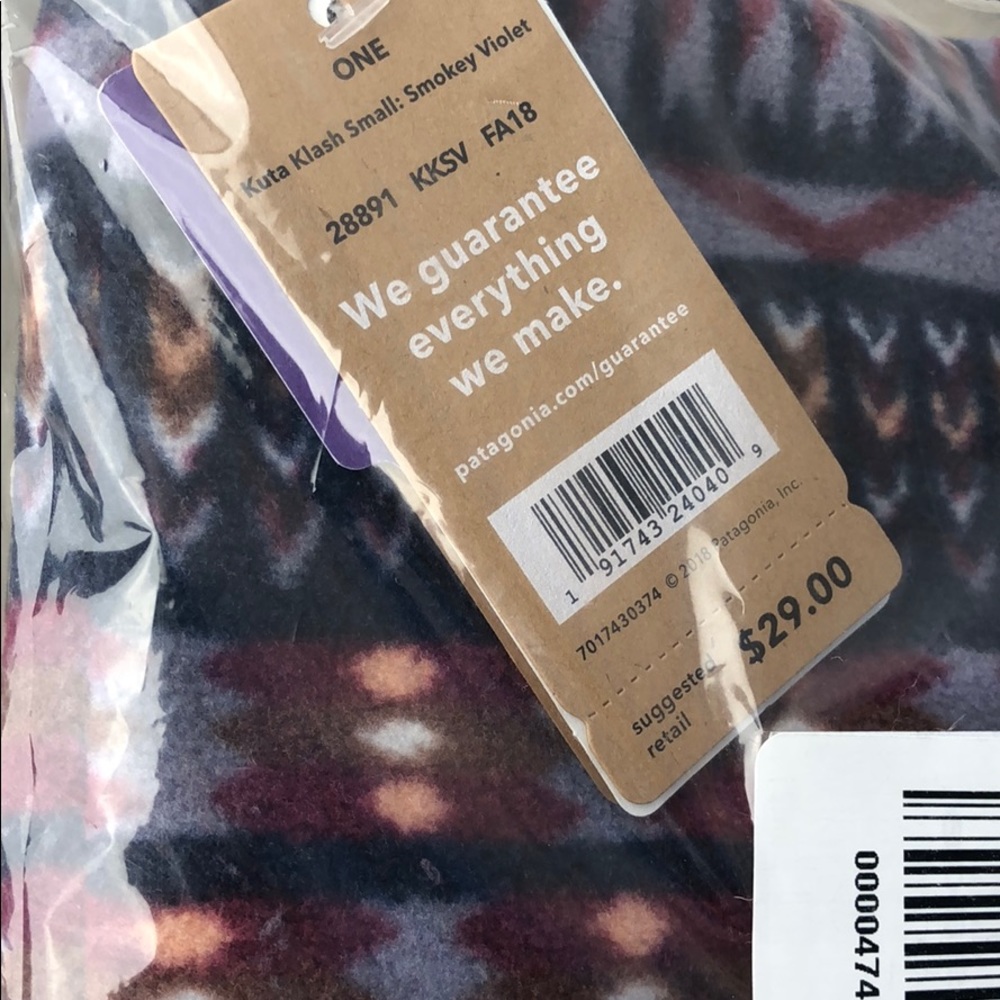 ONE
Kuta Klash Small: Smokey Violet
28891 KKSV FA18
We guarantee
everything
we make.
patagonia.com/guarantee
1 91743 24040 9
7017430374 © 2018 Patagonia, Inc.
suggested
retail
$29.00
0000474